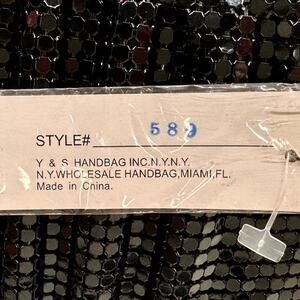 STYLE# 589
Y & S HANDBAG INC.N.Y.N.Y.
N.Y.WHOLESALE HANDBAG,MIAMI,FL.
Made in China.